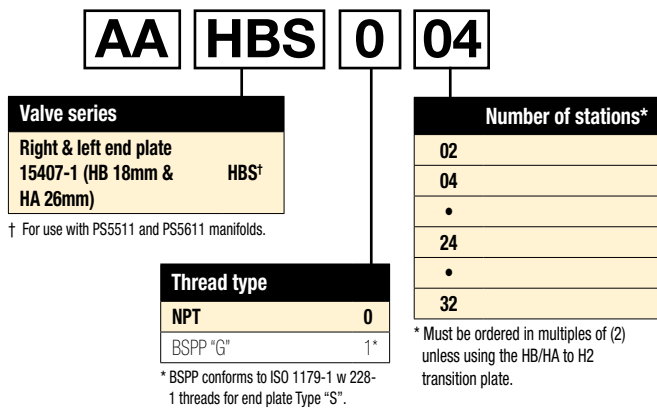 AA HBS 0 04
Valve series
Right & left end plate
15407-1 (HB 18mm & HBS†
HA 26mm)
† For use with PS5511 and PS5611 manifolds.
Thread type
NPT 0
BSPP "G" 1*
* BSPP conforms to ISO 1179-1 w 228-
1 threads for end plate Type "S".
Number of stations*
02
04
•
24
•
32
* Must be ordered in multiples of (2)
unless using the HB/HA to H2
transition plate.